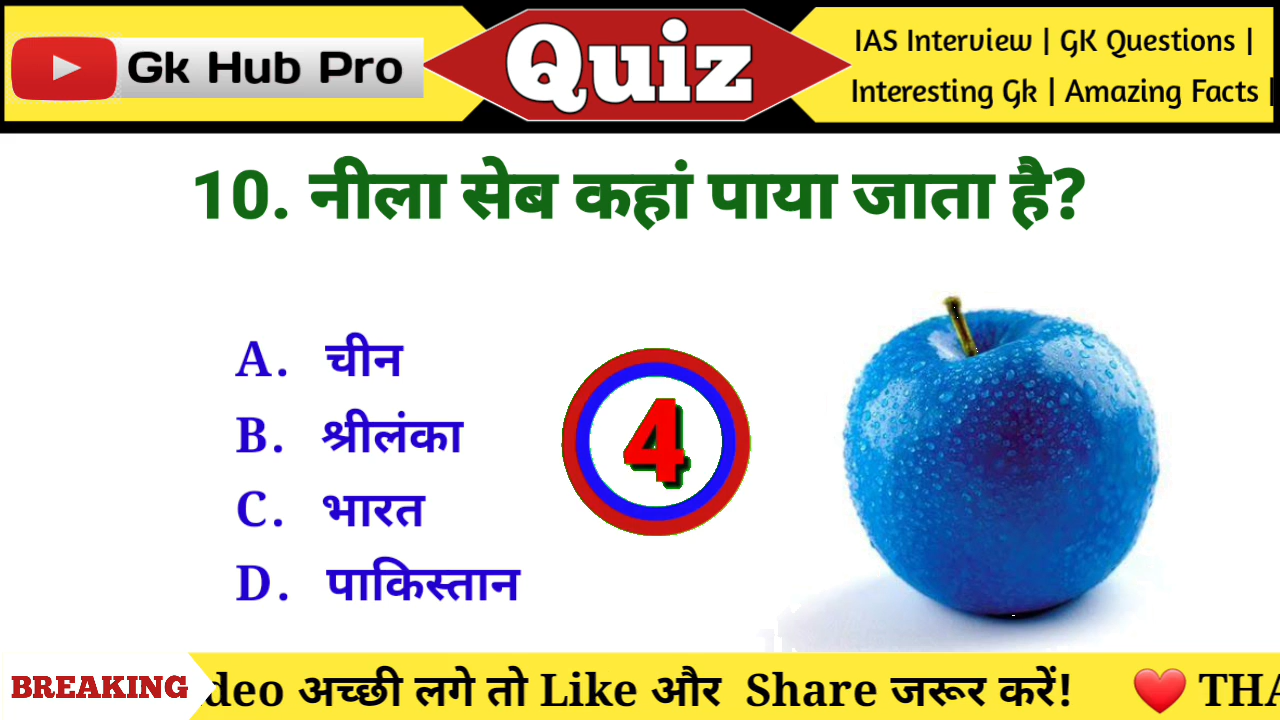 Gk Hub Pro
Quiz
IAS Interview | GK Questions |
Interesting Gk | Amazing Facts |
10. नीला सेब कहां पाया जाता है?
A. चीन
B. श्रीलंका
C. भारत
D. पाकिस्तान
4
BREAKING
deo अच्छी लगे तो Like और Share जरूर करें! ❤️ THA